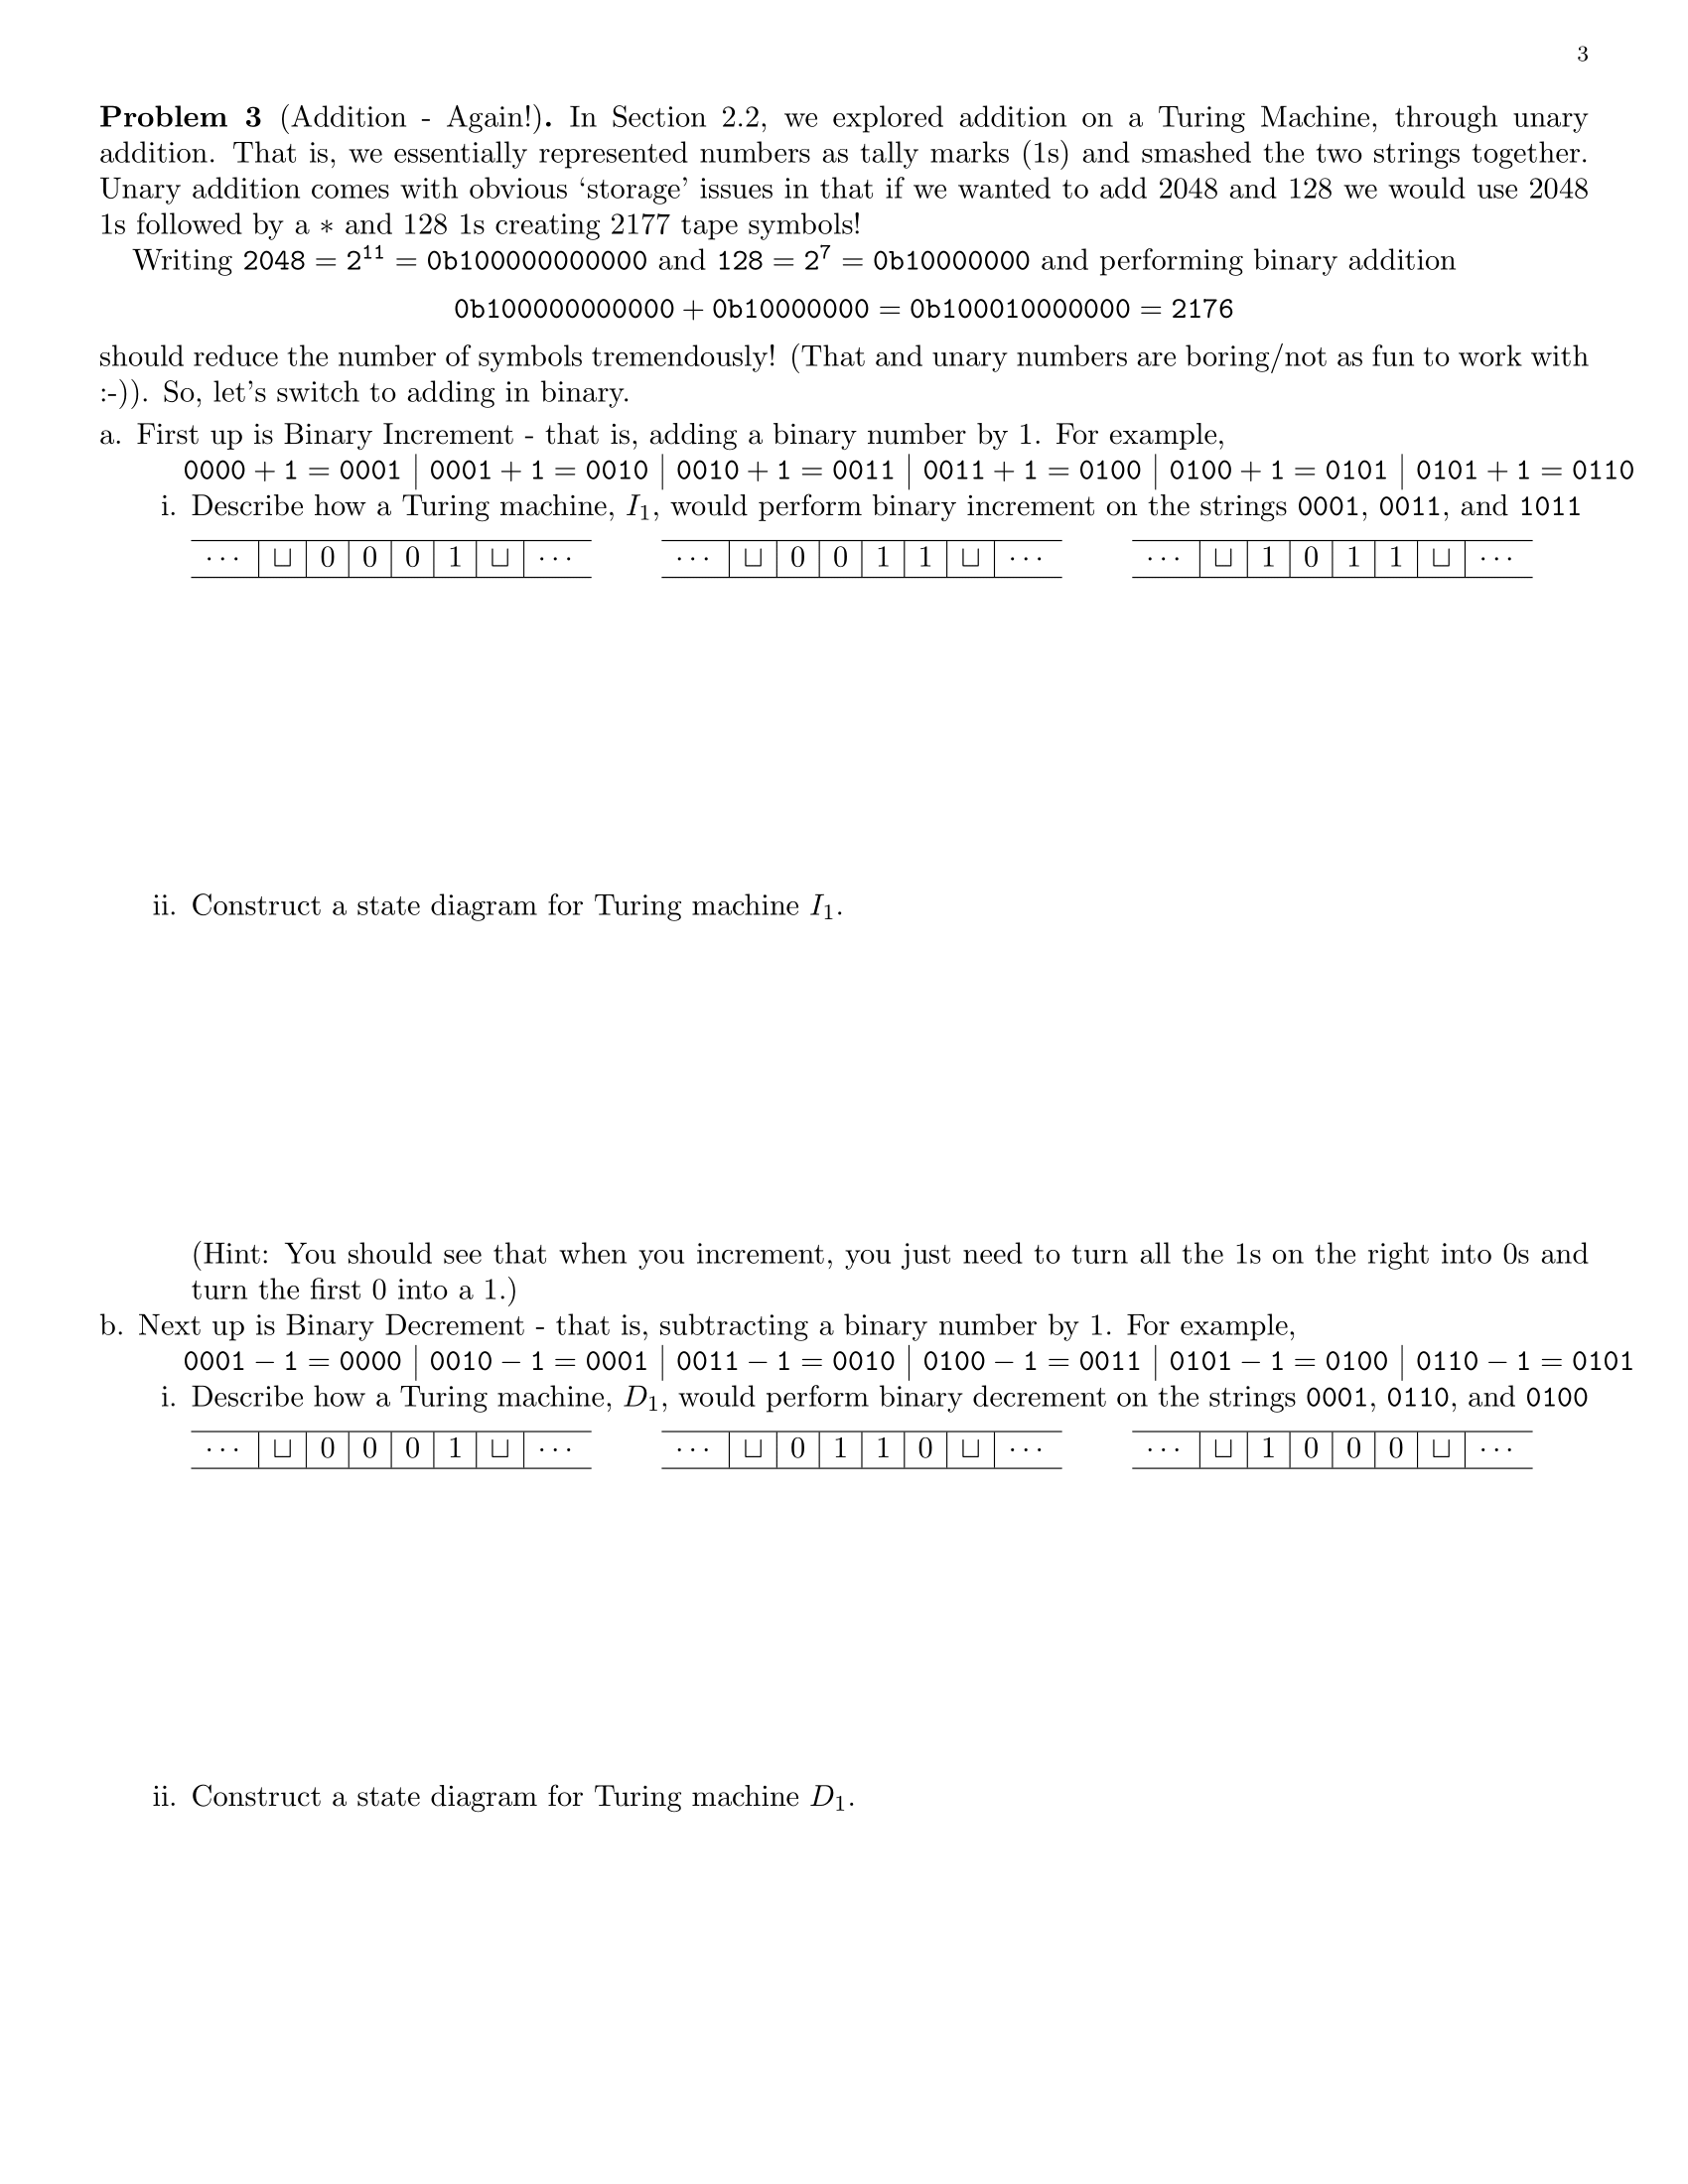 3
Problem 3 (Addition - Again!). In Section 2.2, we explored addition on a Turing Machine, through unary
addition. That is, we essentially represented numbers as tally marks (1s) and smashed the two strings together.
Unary addition comes with obvious ‘storage’ issues in that if we wanted to add 2048 and 128 we would use 2048
1s followed by a ∗ and 128 1s creating 2177 tape symbols!
Writing 2048 = 2¹¹ = 0b100000000000 and 128 = 2⁷ = 0b10000000 and performing binary addition
0b100000000000 + 0b10000000 = 0b100010000000 = 2176
should reduce the number of symbols tremendously! (That and unary numbers are boring/not as fun to work with
:-)). So, let’s switch to adding in binary.
a. First up is Binary Increment - that is, adding a binary number by 1. For example,
0000 + 1 = 0001 | 0001 + 1 = 0010 | 0010 + 1 = 0011 | 0011 + 1 = 0100 | 0100 + 1 = 0101 | 0101 + 1 = 0110
i. Describe how a Turing machine, I₁, would perform binary increment on the strings 0001, 0011, and 1011
··· ⊔ 0 0 0 1 ⊔ ··· ··· ⊔ 0 0 1 1 ⊔ ··· ··· ⊔ 1 0 1 1 ⊔ ···
ii. Construct a state diagram for Turing machine I₁.
(Hint: You should see that when you increment, you just need to turn all the 1s on the right into 0s and
turn the first 0 into a 1.)
b. Next up is Binary Decrement - that is, subtracting a binary number by 1. For example,
0001 − 1 = 0000 | 0010 − 1 = 0001 | 0011 − 1 = 0010 | 0100 − 1 = 0011 | 0101 − 1 = 0100 | 0110 − 1 = 0101
i. Describe how a Turing machine, D₁, would perform binary decrement on the strings 0001, 0110, and 0100
··· ⊔ 0 0 0 1 ⊔ ··· ··· ⊔ 0 1 1 0 ⊔ ··· ··· ⊔ 1 0 0 0 ⊔ ···
ii. Construct a state diagram for Turing machine D₁.